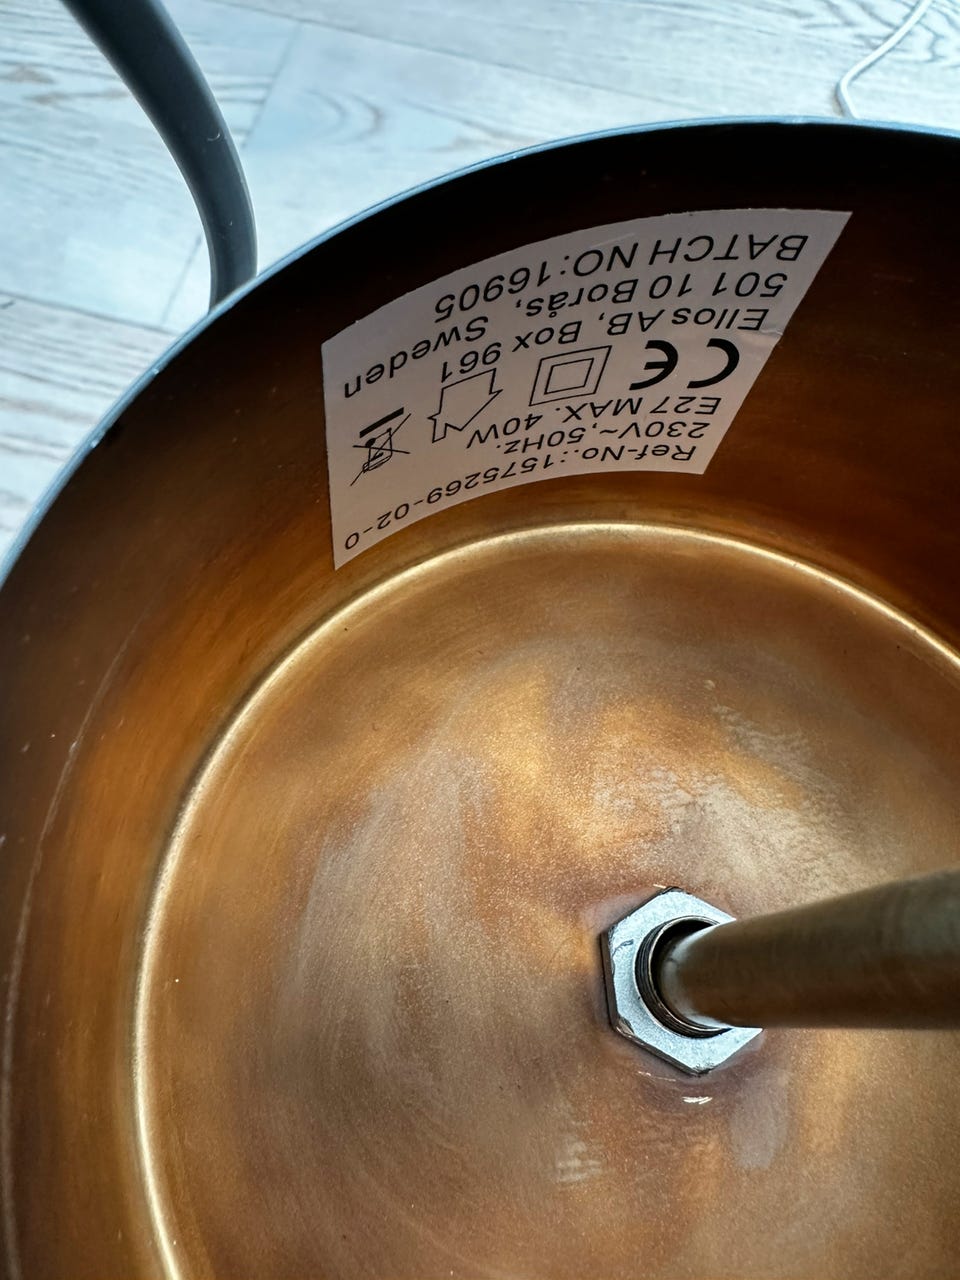 Ref-No.:1575269-02-0
230V~,50Hz.
E27 MAX. 40W
CE
Ellos AB, Box 961
501 10 Borås, Sweden
BATCH NO:16905